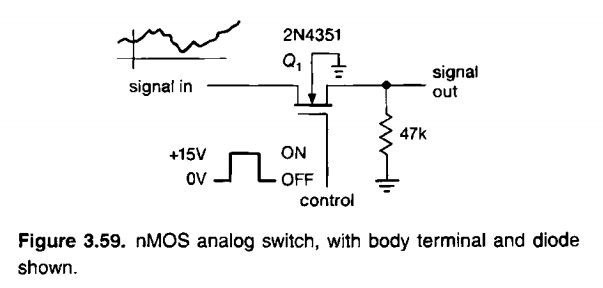 2N4351
Q1
signal in
signal
out
47k
+15V ON
0V OFF
control
Figure 3.59. nMOS analog switch, with body terminal and diode
shown.